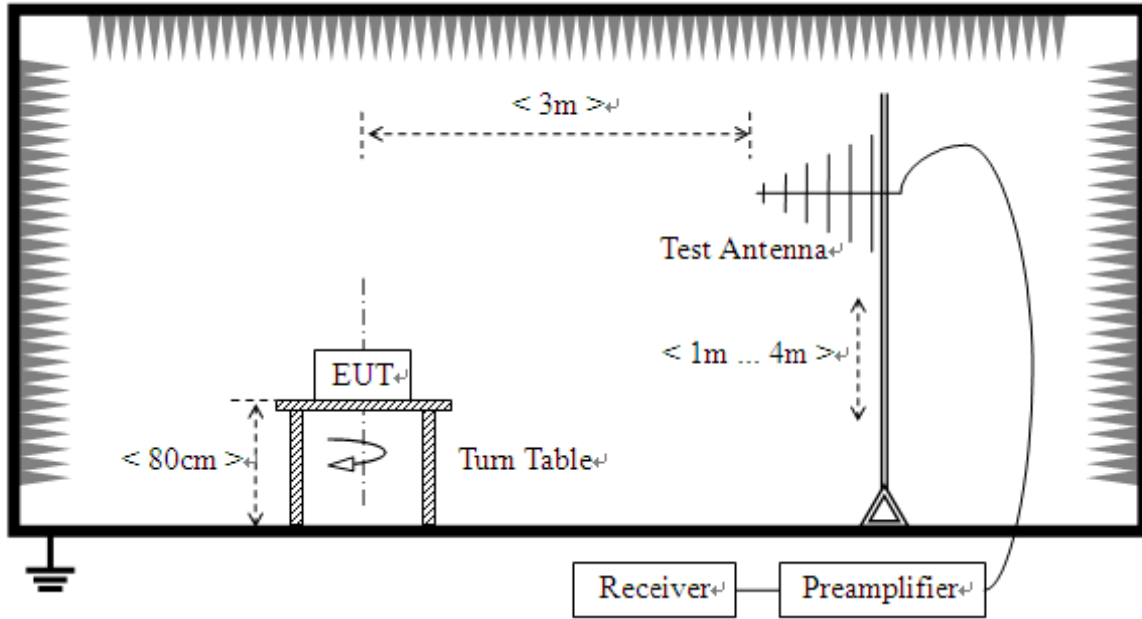 < 3m >↵
Test Antenna↵
< 1m ... 4m >↵
EUT↵
< 80cm >↵
Turn Table↵
Receiver↵
Preamplifier↵